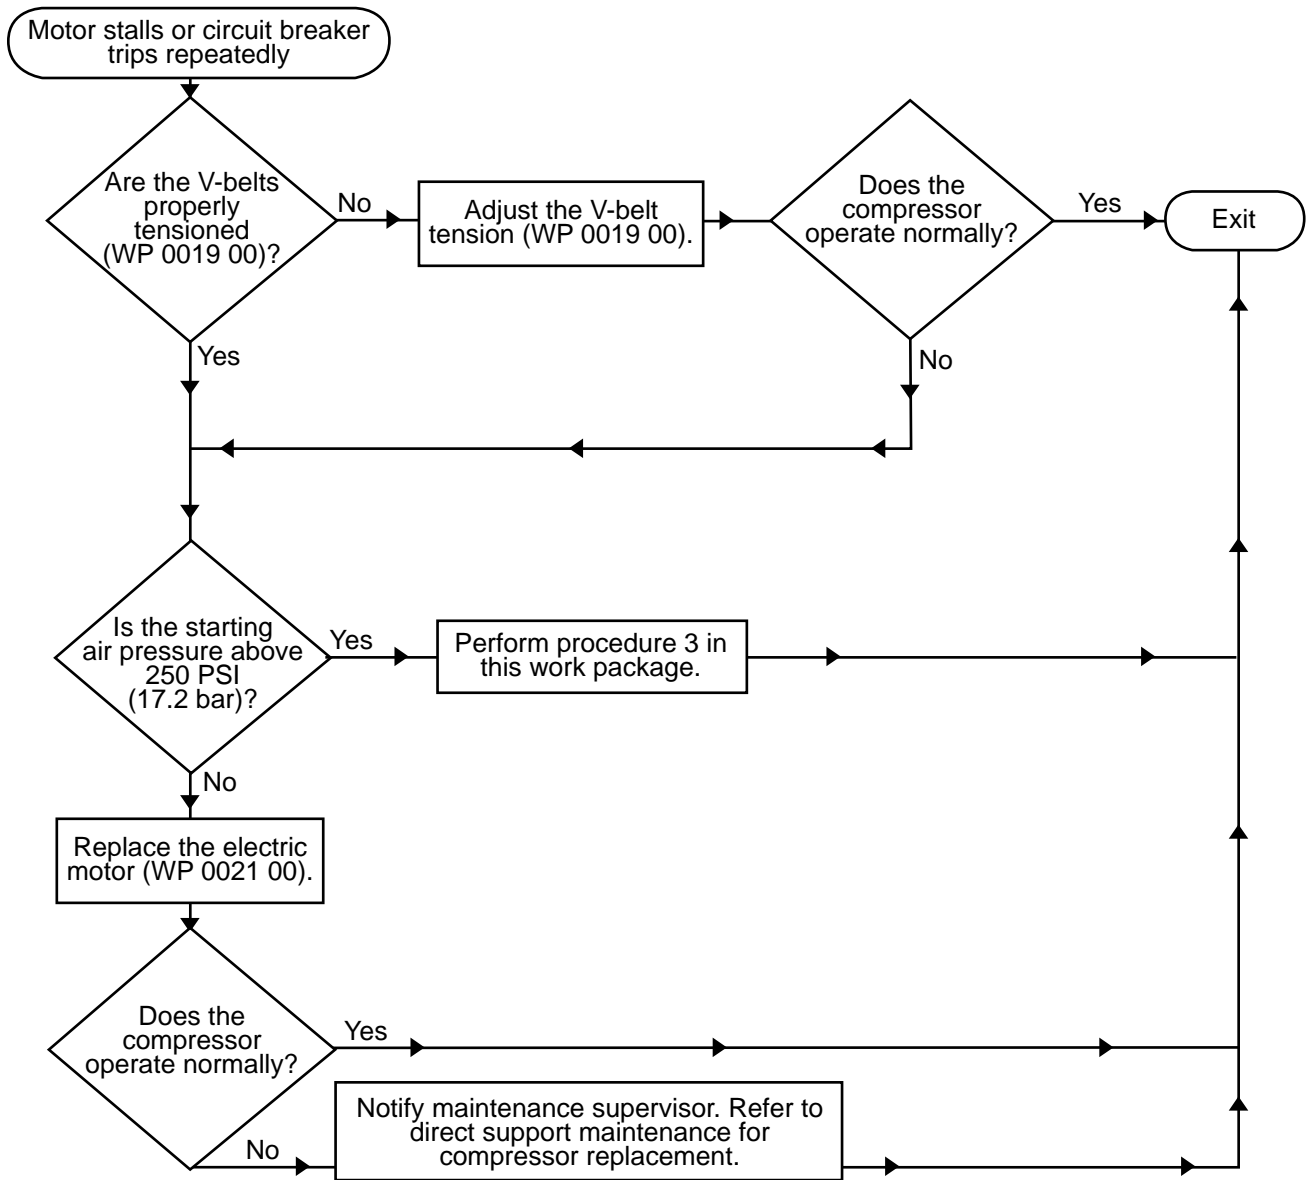 Motor stalls or circuit breaker
trips repeatedly
Are the V-belts
properly
tensioned
(WP 0019 00)?
No
Adjust the V-belt
tension (WP 0019 00).
Does the
compressor
operate normally?
Yes
Exit
Yes
No
Is the starting
air pressure above
250 PSI
(17.2 bar)?
Yes
Perform procedure 3 in
this work package.
No
Replace the electric
motor (WP 0021 00).
Does the
compressor
operate normally?
Yes
No
Notify maintenance supervisor. Refer to
direct support maintenance for
compressor replacement.